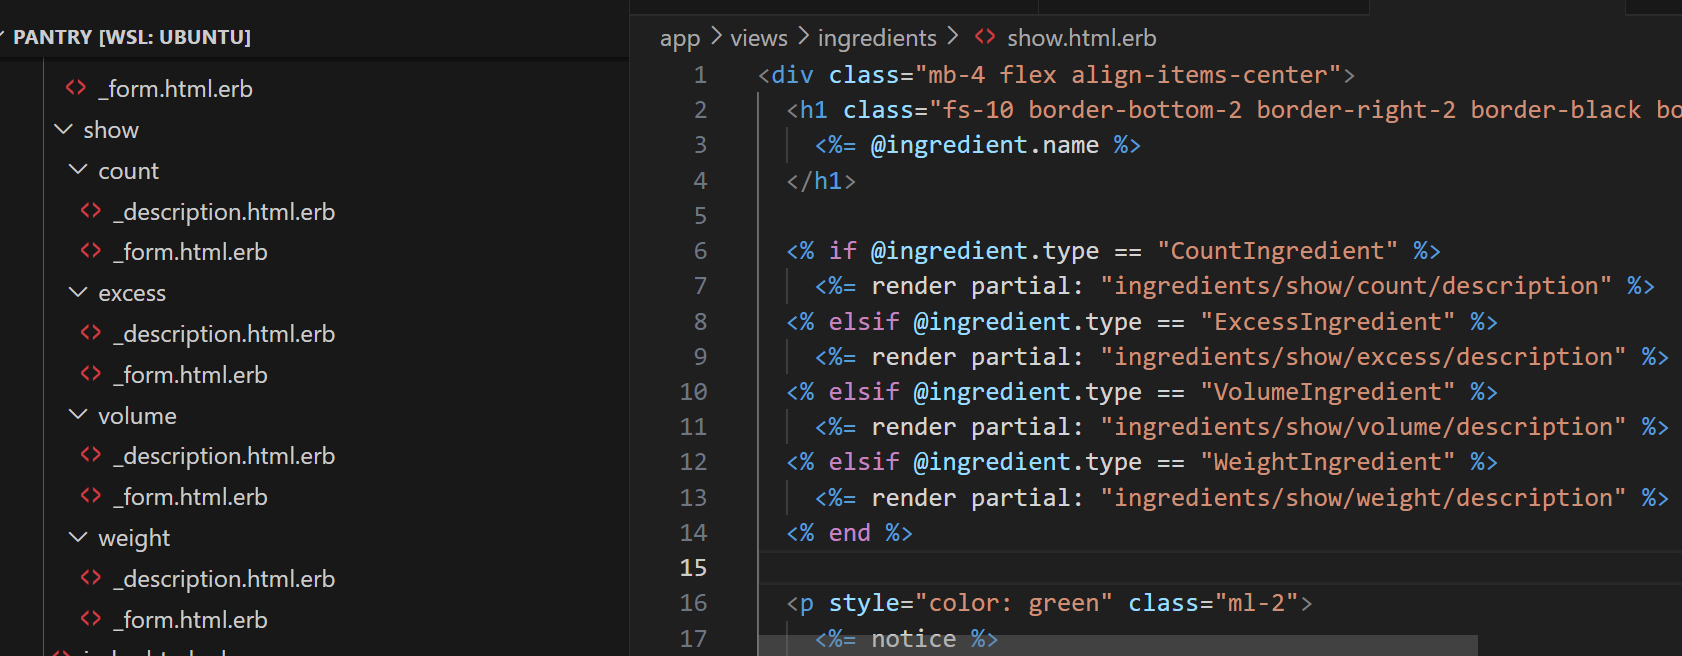 PANTRY [WSL: UBUNTU]
_form.html.erb
show
count
_description.html.erb
_form.html.erb
excess
_description.html.erb
_form.html.erb
volume
_description.html.erb
_form.html.erb
weight
_description.html.erb
_form.html.erb
app > views > ingredients > <> show.html.erb
1 <div class="mb-4 flex align-items-center">
2 <h1 class="fs-10 border-bottom-2 border-right-2 border-black bo
3 <%= @ingredient.name %>
4 </h1>
5
6 <% if @ingredient.type == "CountIngredient" %>
7 <%= render partial: "ingredients/show/count/description" %>
8 <% elsif @ingredient.type == "ExcessIngredient" %>
9 <%= render partial: "ingredients/show/excess/description" %>
10 <% elsif @ingredient.type == "VolumeIngredient" %>
11 <%= render partial: "ingredients/show/volume/description" %>
12 <% elsif @ingredient.type == "WeightIngredient" %>
13 <%= render partial: "ingredients/show/weight/description" %>
14 <% end %>
15
16 <p style="color: green" class="ml-2">
17 <%= notice %>